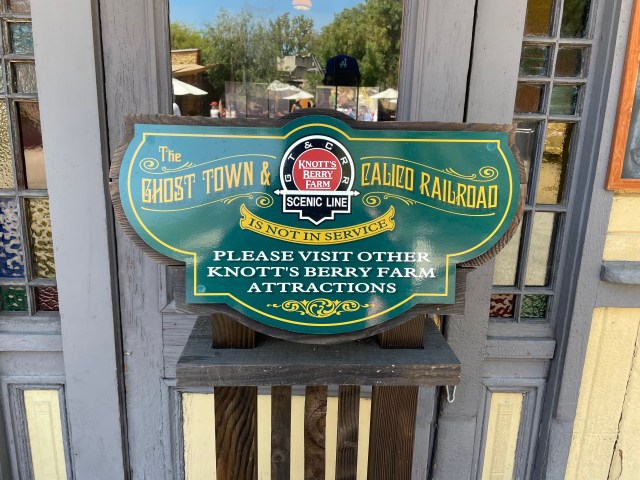 The
GHOST TOWN & CALICO RAILROAD
GT & CRR
KNOTT'S
BERRY
FARM
SCENIC LINE
IS NOT IN SERVICE
PLEASE VISIT OTHER
KNOTT'S BERRY FARM
ATTRACTIONS